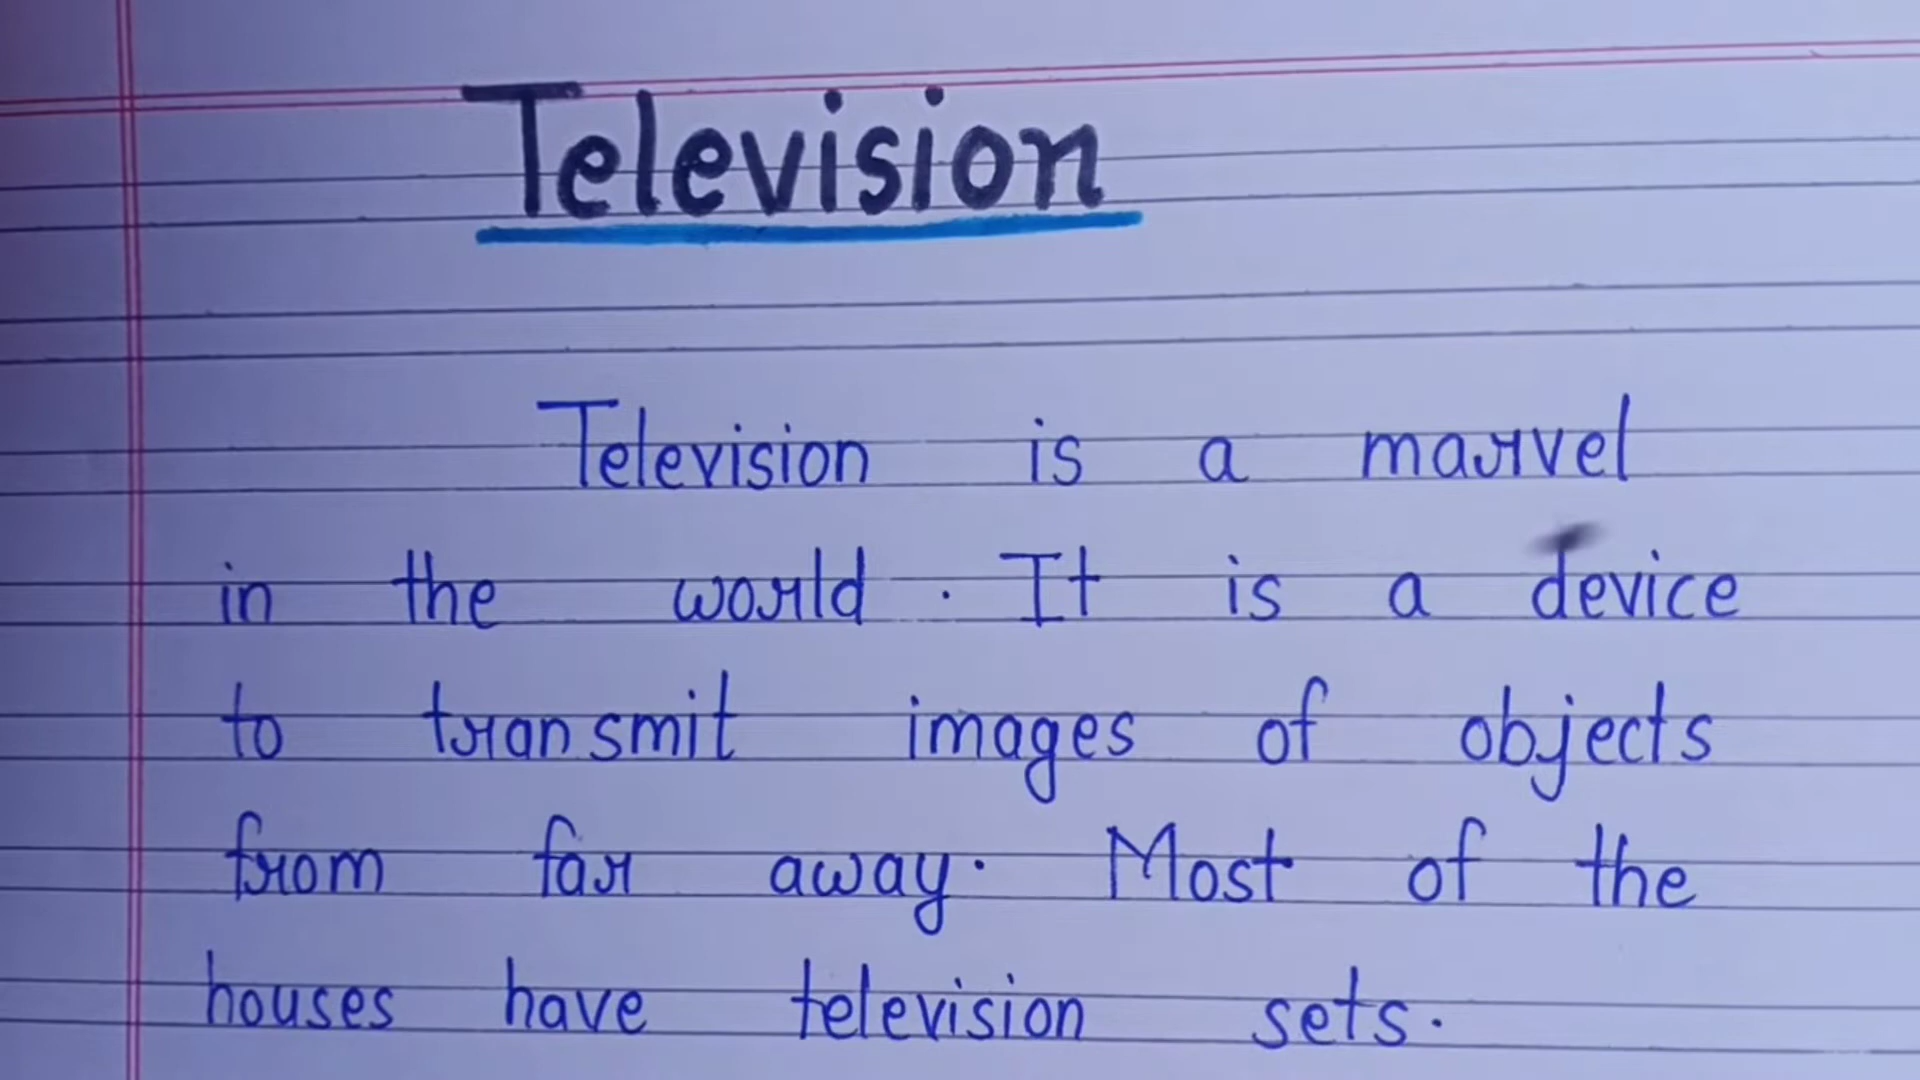 Television
Television is a marvel
in the world. It is a device
to transmit images of objects
from far away. Most of the
houses have television sets.